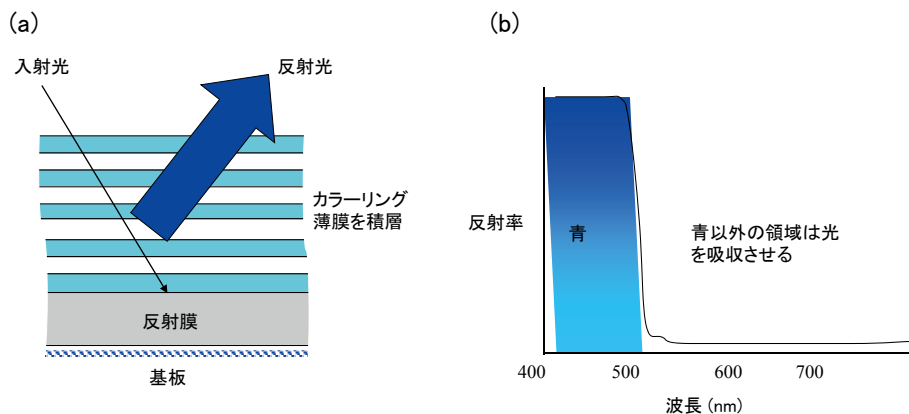 (a)
入射光
反射光
カラーリング
薄膜を積層
反射膜
基板
(b)
反射率
青
青以外の領域は光
を吸収させる
400
500
600
700
波長 (nm)